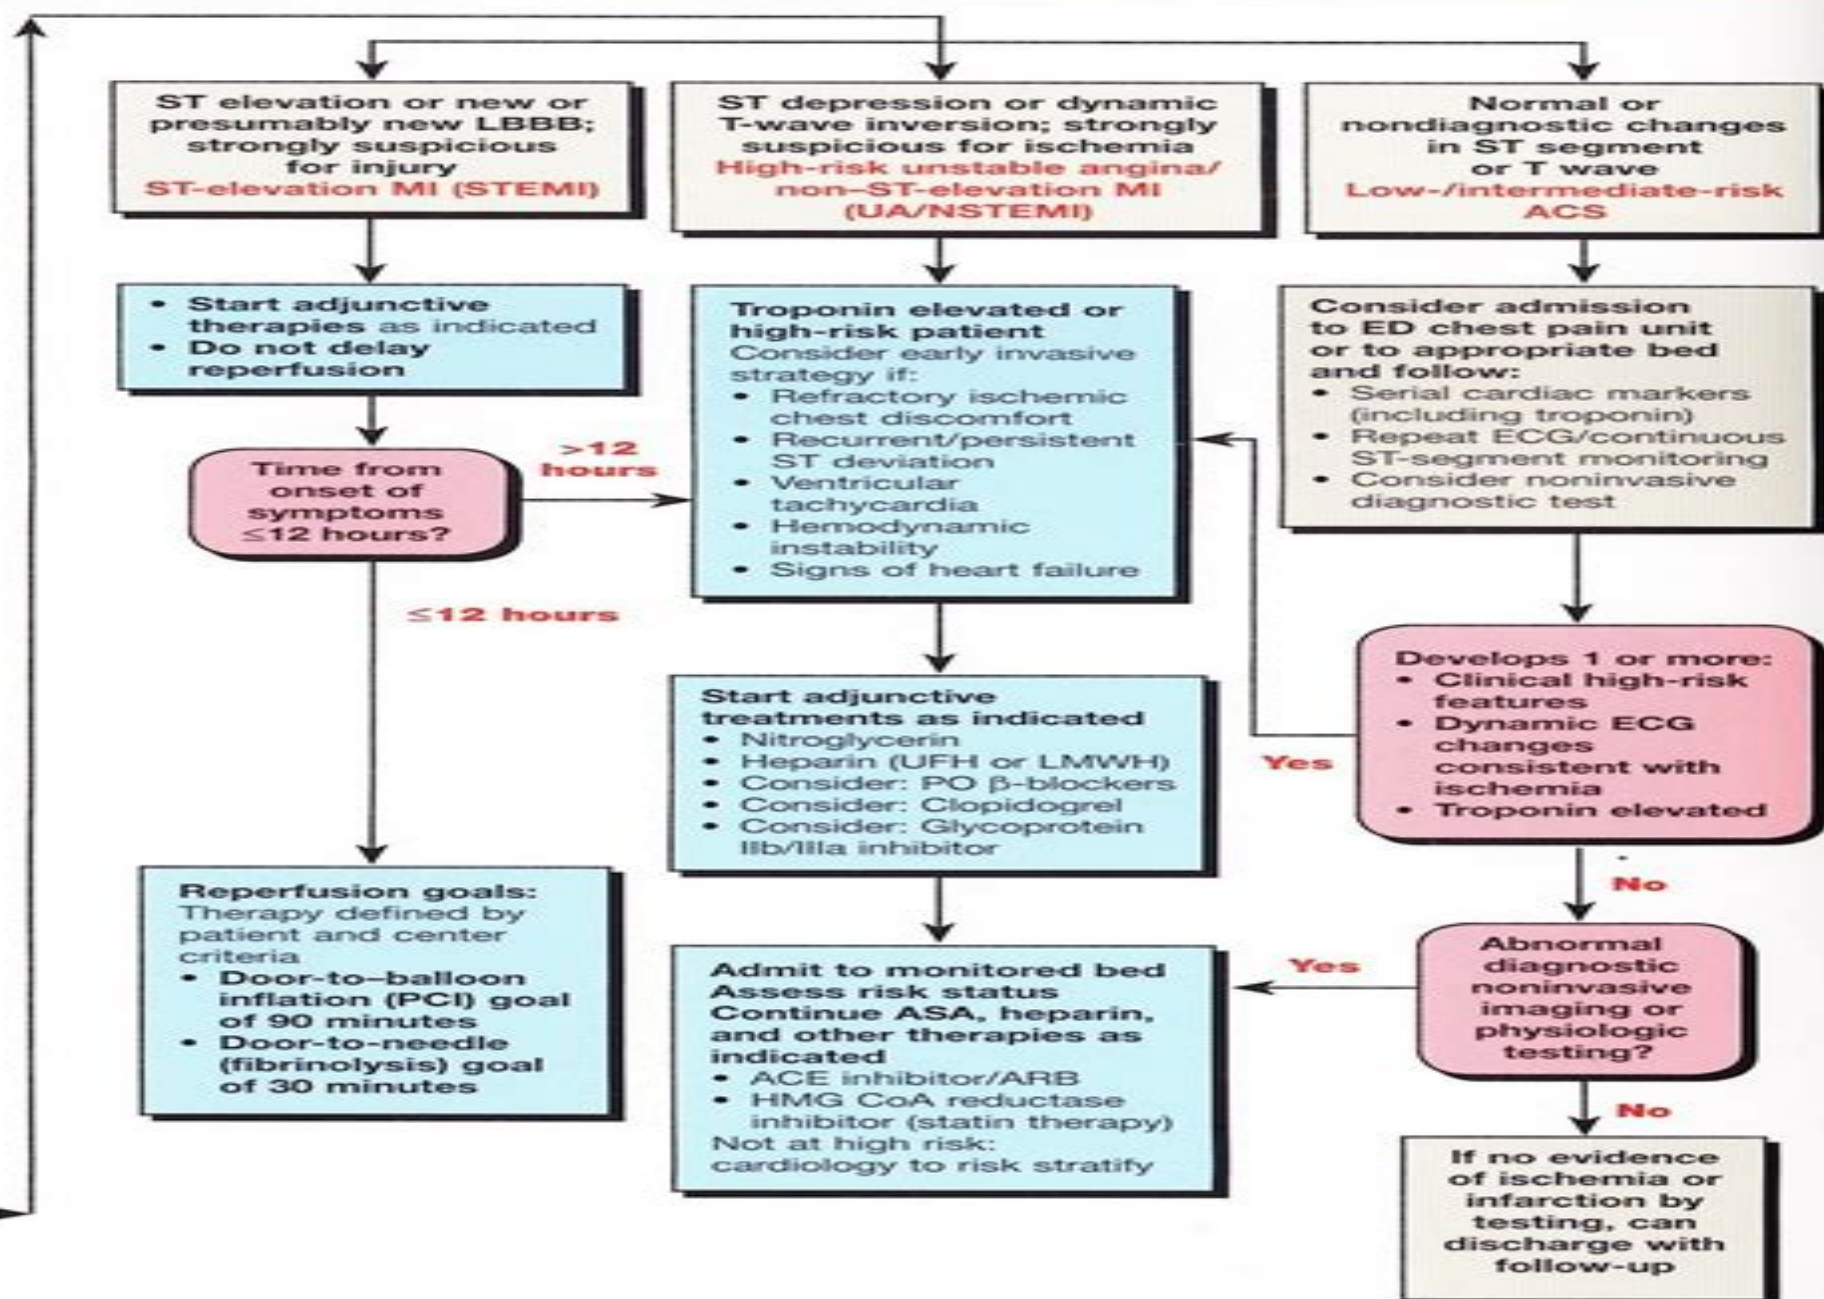 ST elevation or new or
presumably new LBBB;
strongly suspicious
for injury
ST-elevation MI (STEMI)
ST depression or dynamic
T-wave inversion; strongly
suspicious for ischemia
High-risk unstable angina/
non–ST-elevation MI
(UA/NSTEMI)
Normal or
nondiagnostic changes
in ST segment
or T wave
Low-/intermediate-risk
ACS
• Start adjunctive
therapies as indicated
• Do not delay
reperfusion
Troponin elevated or
high-risk patient
Consider early invasive
strategy if:
• Refractory ischemic
chest discomfort
• Recurrent/persistent
ST deviation
• Ventricular
tachycardia
• Hemodynamic
instability
• Signs of heart failure
Consider admission
to ED chest pain unit
or to appropriate bed
and follow:
• Serial cardiac markers
(including troponin)
• Repeat ECG/continuous
ST-segment monitoring
• Consider noninvasive
diagnostic test
Time from
onset of
symptoms
≤12 hours?
>12
hours
≤12 hours
Develops 1 or more:
• Clinical high-risk
features
• Dynamic ECG
changes
consistent with
ischemia
• Troponin elevated
Yes
No
Start adjunctive
treatments as indicated
• Nitroglycerin
• Heparin (UFH or LMWH)
• Consider: PO β-blockers
• Consider: Clopidogrel
• Consider: Glycoprotein
IIb/IIIa inhibitor
Reperfusion goals:
Therapy defined by
patient and center
criteria
• Door-to–balloon
inflation (PCI) goal
of 90 minutes
• Door-to-needle
(fibrinolysis) goal
of 30 minutes
Admit to monitored bed
Assess risk status
Continue ASA, heparin,
and other therapies as
indicated
• ACE inhibitor/ARB
• HMG CoA reductase
inhibitor (statin therapy)
Not at high risk:
cardiology to risk stratify
Yes
Abnormal
diagnostic
noninvasive
imaging or
physiologic
testing?
No
If no evidence
of ischemia or
infarction by
testing, can
discharge with
follow-up